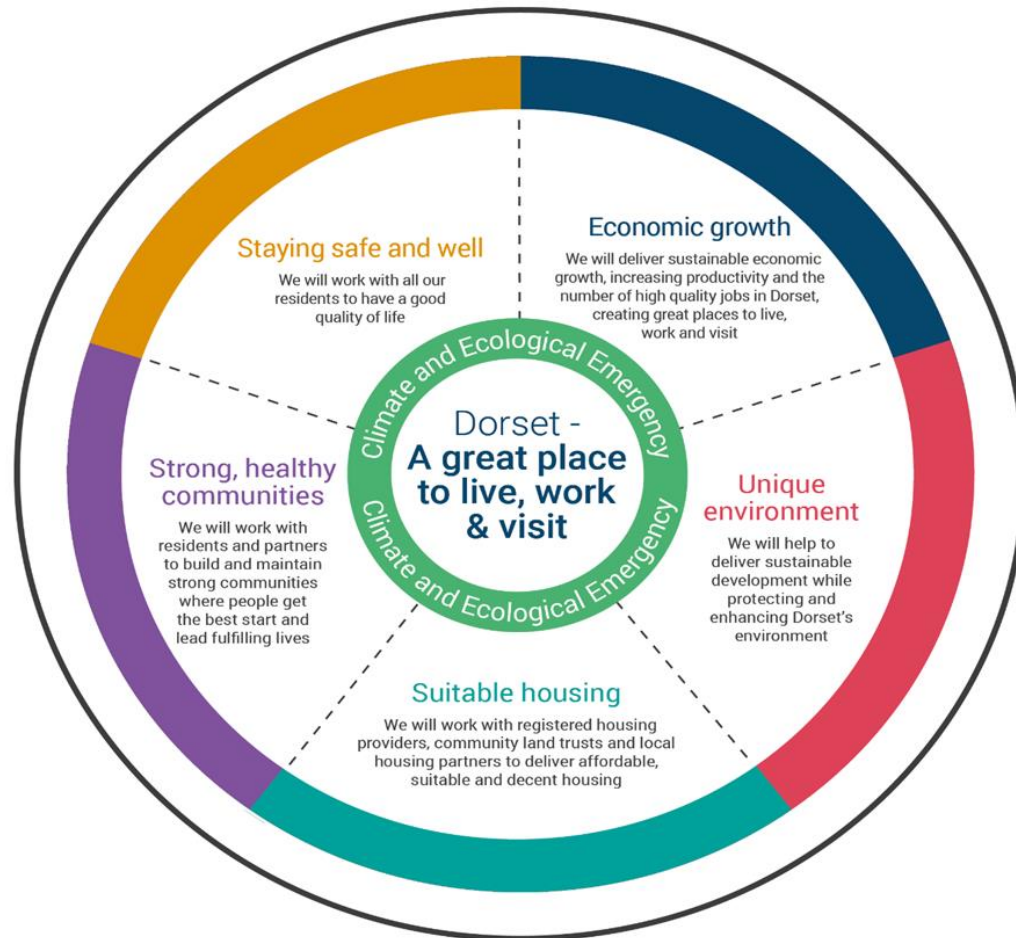 Economic growth
We will deliver sustainable economic
growth, increasing productivity and the
number of high quality jobs in Dorset,
creating great places to live,
work and visit
Unique
environment
We will help to
deliver sustainable
development while
protecting and
enhancing Dorset's
environment
Suitable housing
We will work with registered housing
providers, community land trusts and local
housing partners to deliver affordable,
suitable and decent housing
Strong, healthy
communities
We will work with
residents and partners
to build and maintain
strong communities
where people get
the best start and
lead fulfilling lives
Staying safe and well
We will work with all our
residents to have a good
quality of life
Climate and Ecological Emergency
Dorset -
A great place
to live, work
& visit
Climate and Ecological Emergency